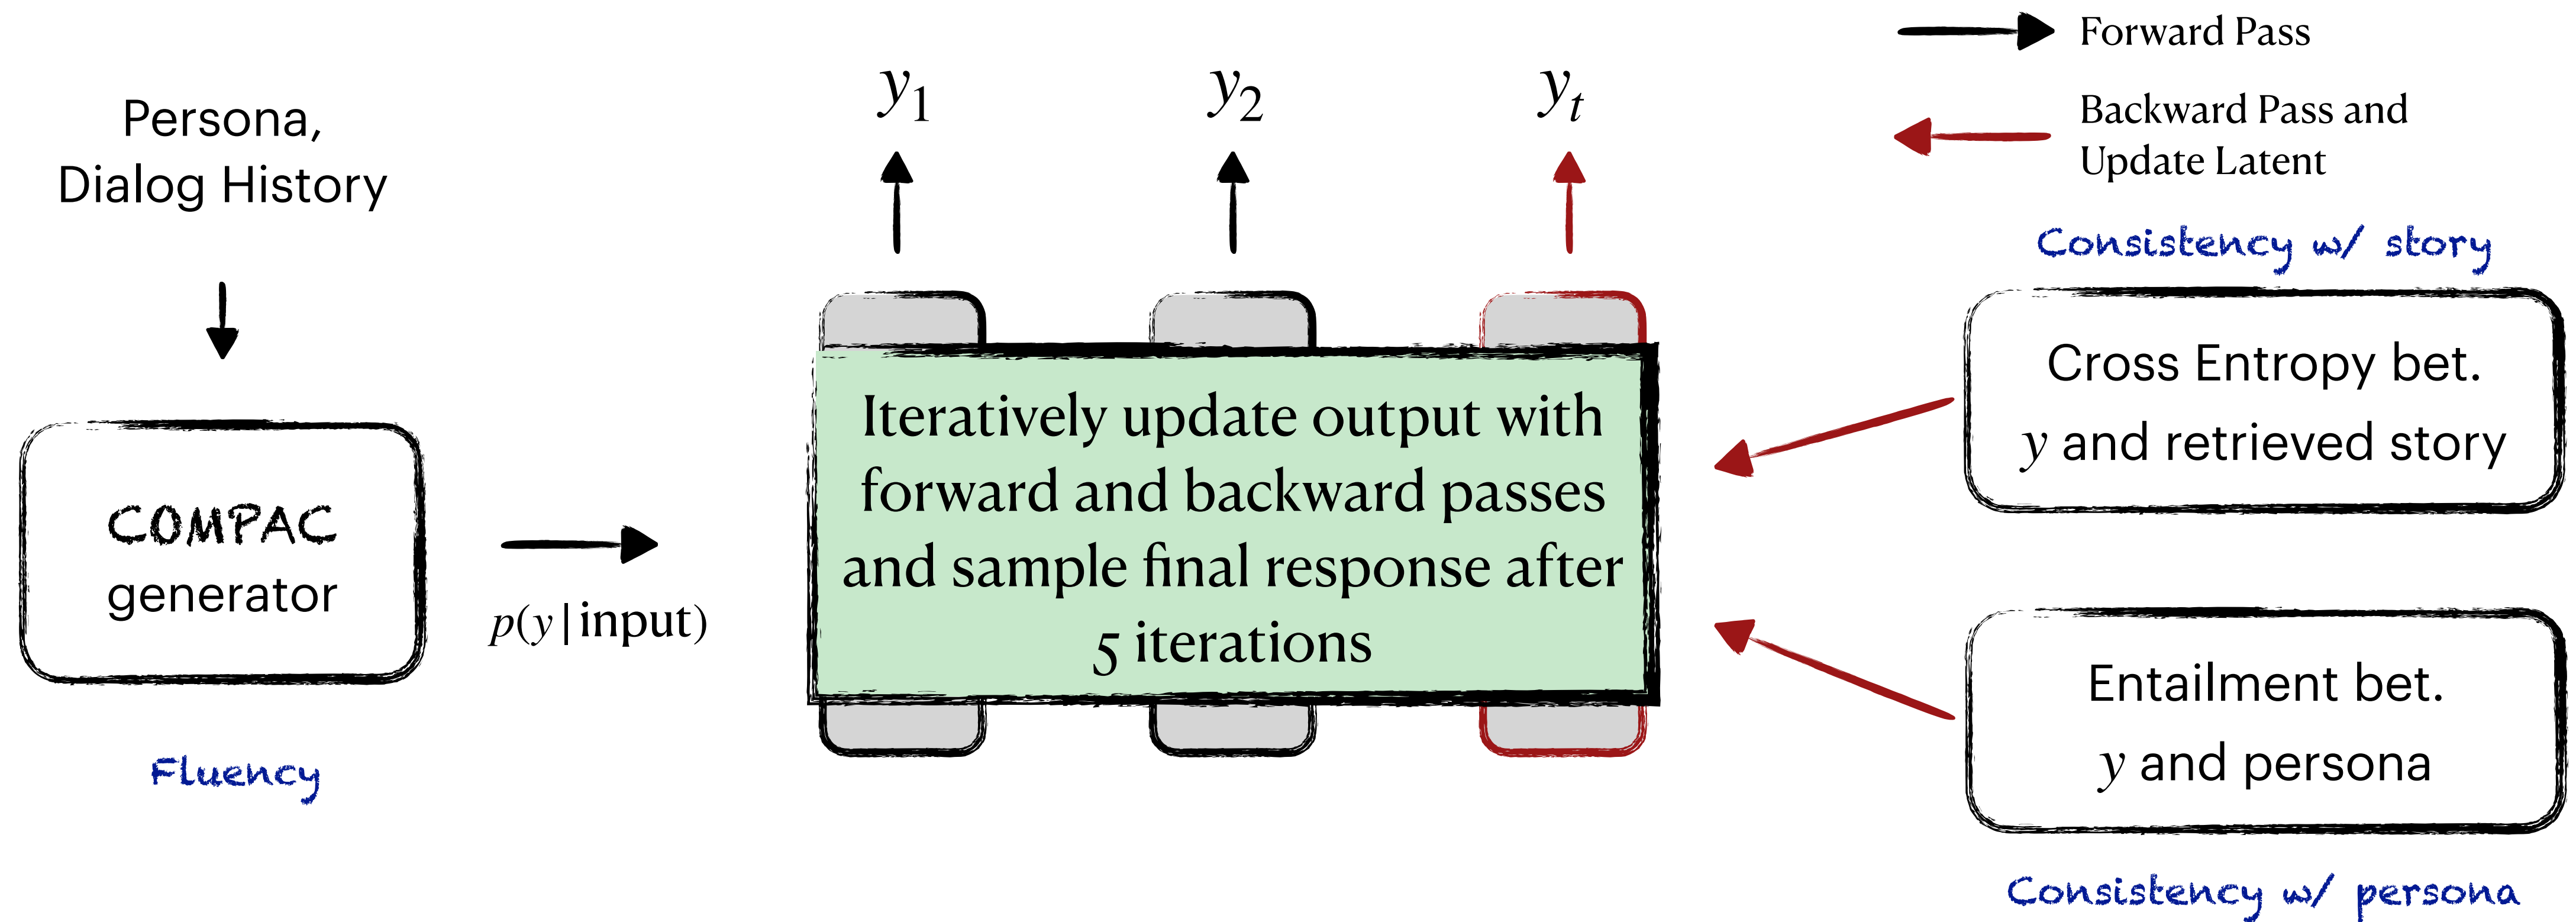 Persona,
Dialog History
COMPAC
generator
Fluency
p(y | input)
y₁
y₂
yₜ
Iteratively update output with
forward and backward passes
and sample final response after
5 iterations
Forward Pass
Backward Pass and
Update Latent
Consistency w/ story
Cross Entropy bet.
y and retrieved story
Entailment bet.
y and persona
Consistency w/ persona